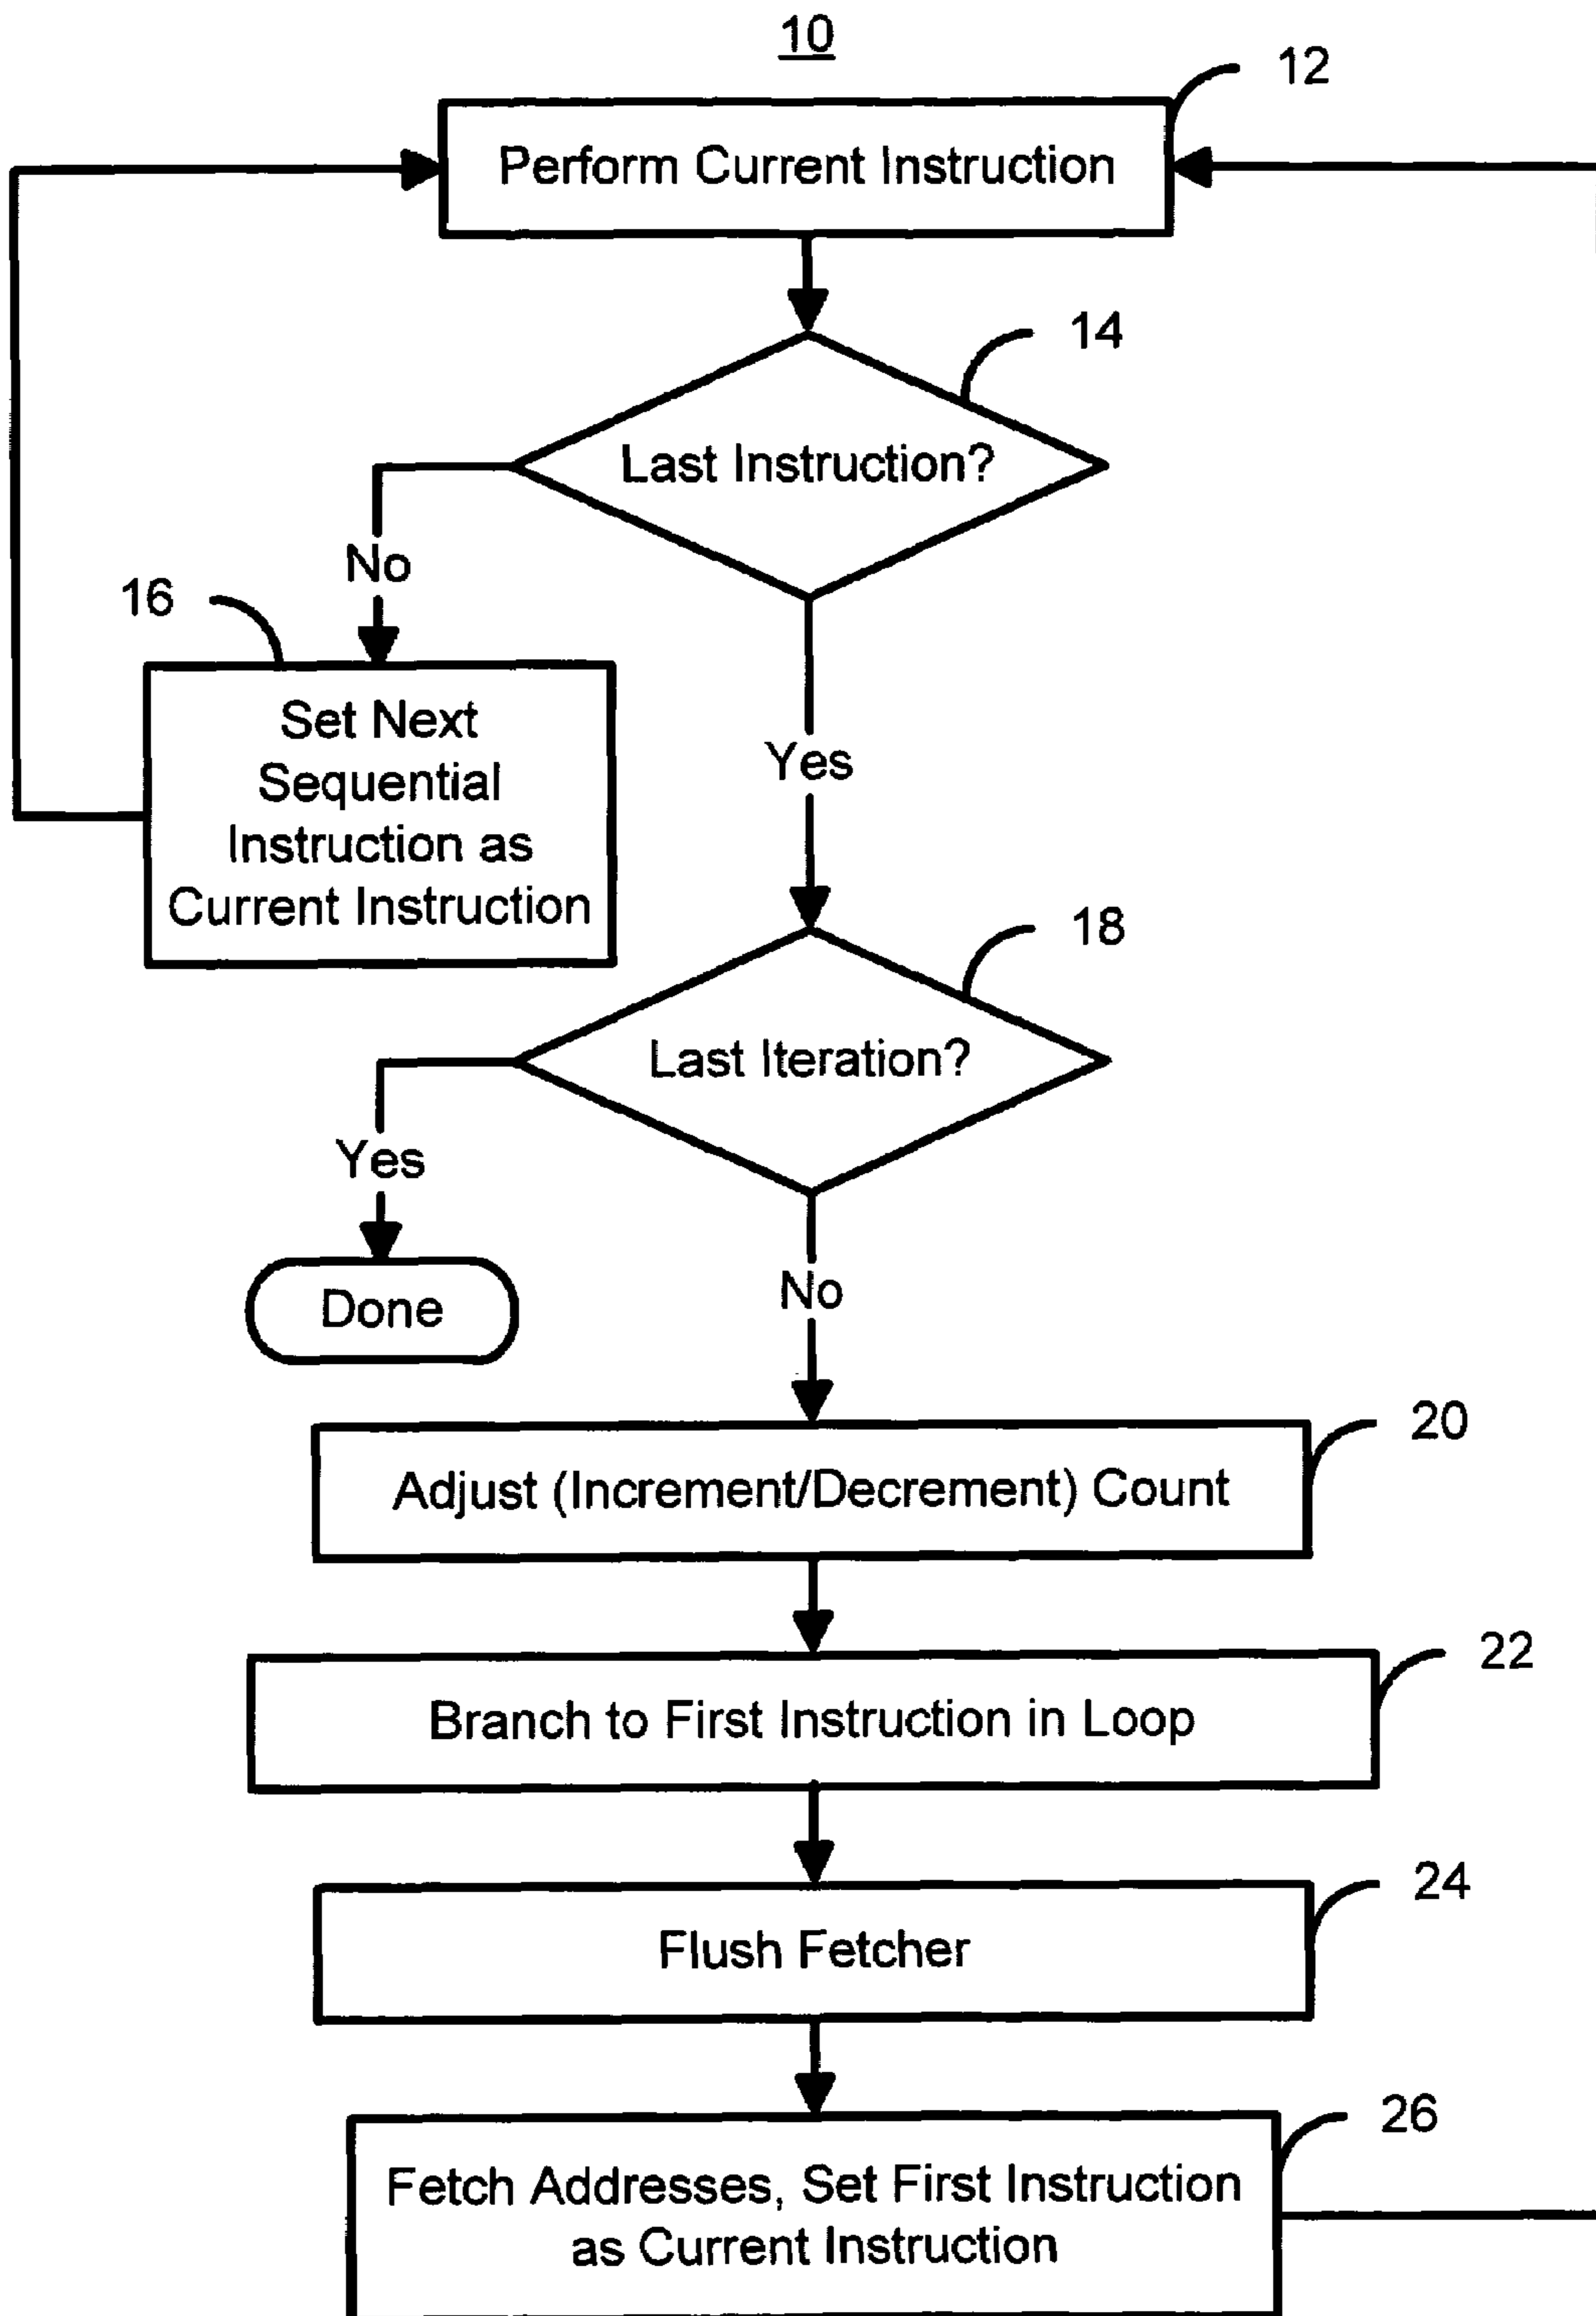 10
12
Perform Current Instruction
14
Last Instruction?
No
16
Set Next
Sequential
Instruction as
Current Instruction
Yes
18
Last Iteration?
Yes
Done
No
20
Adjust (Increment/Decrement) Count
22
Branch to First Instruction in Loop
24
Flush Fetcher
26
Fetch Addresses, Set First Instruction
as Current Instruction